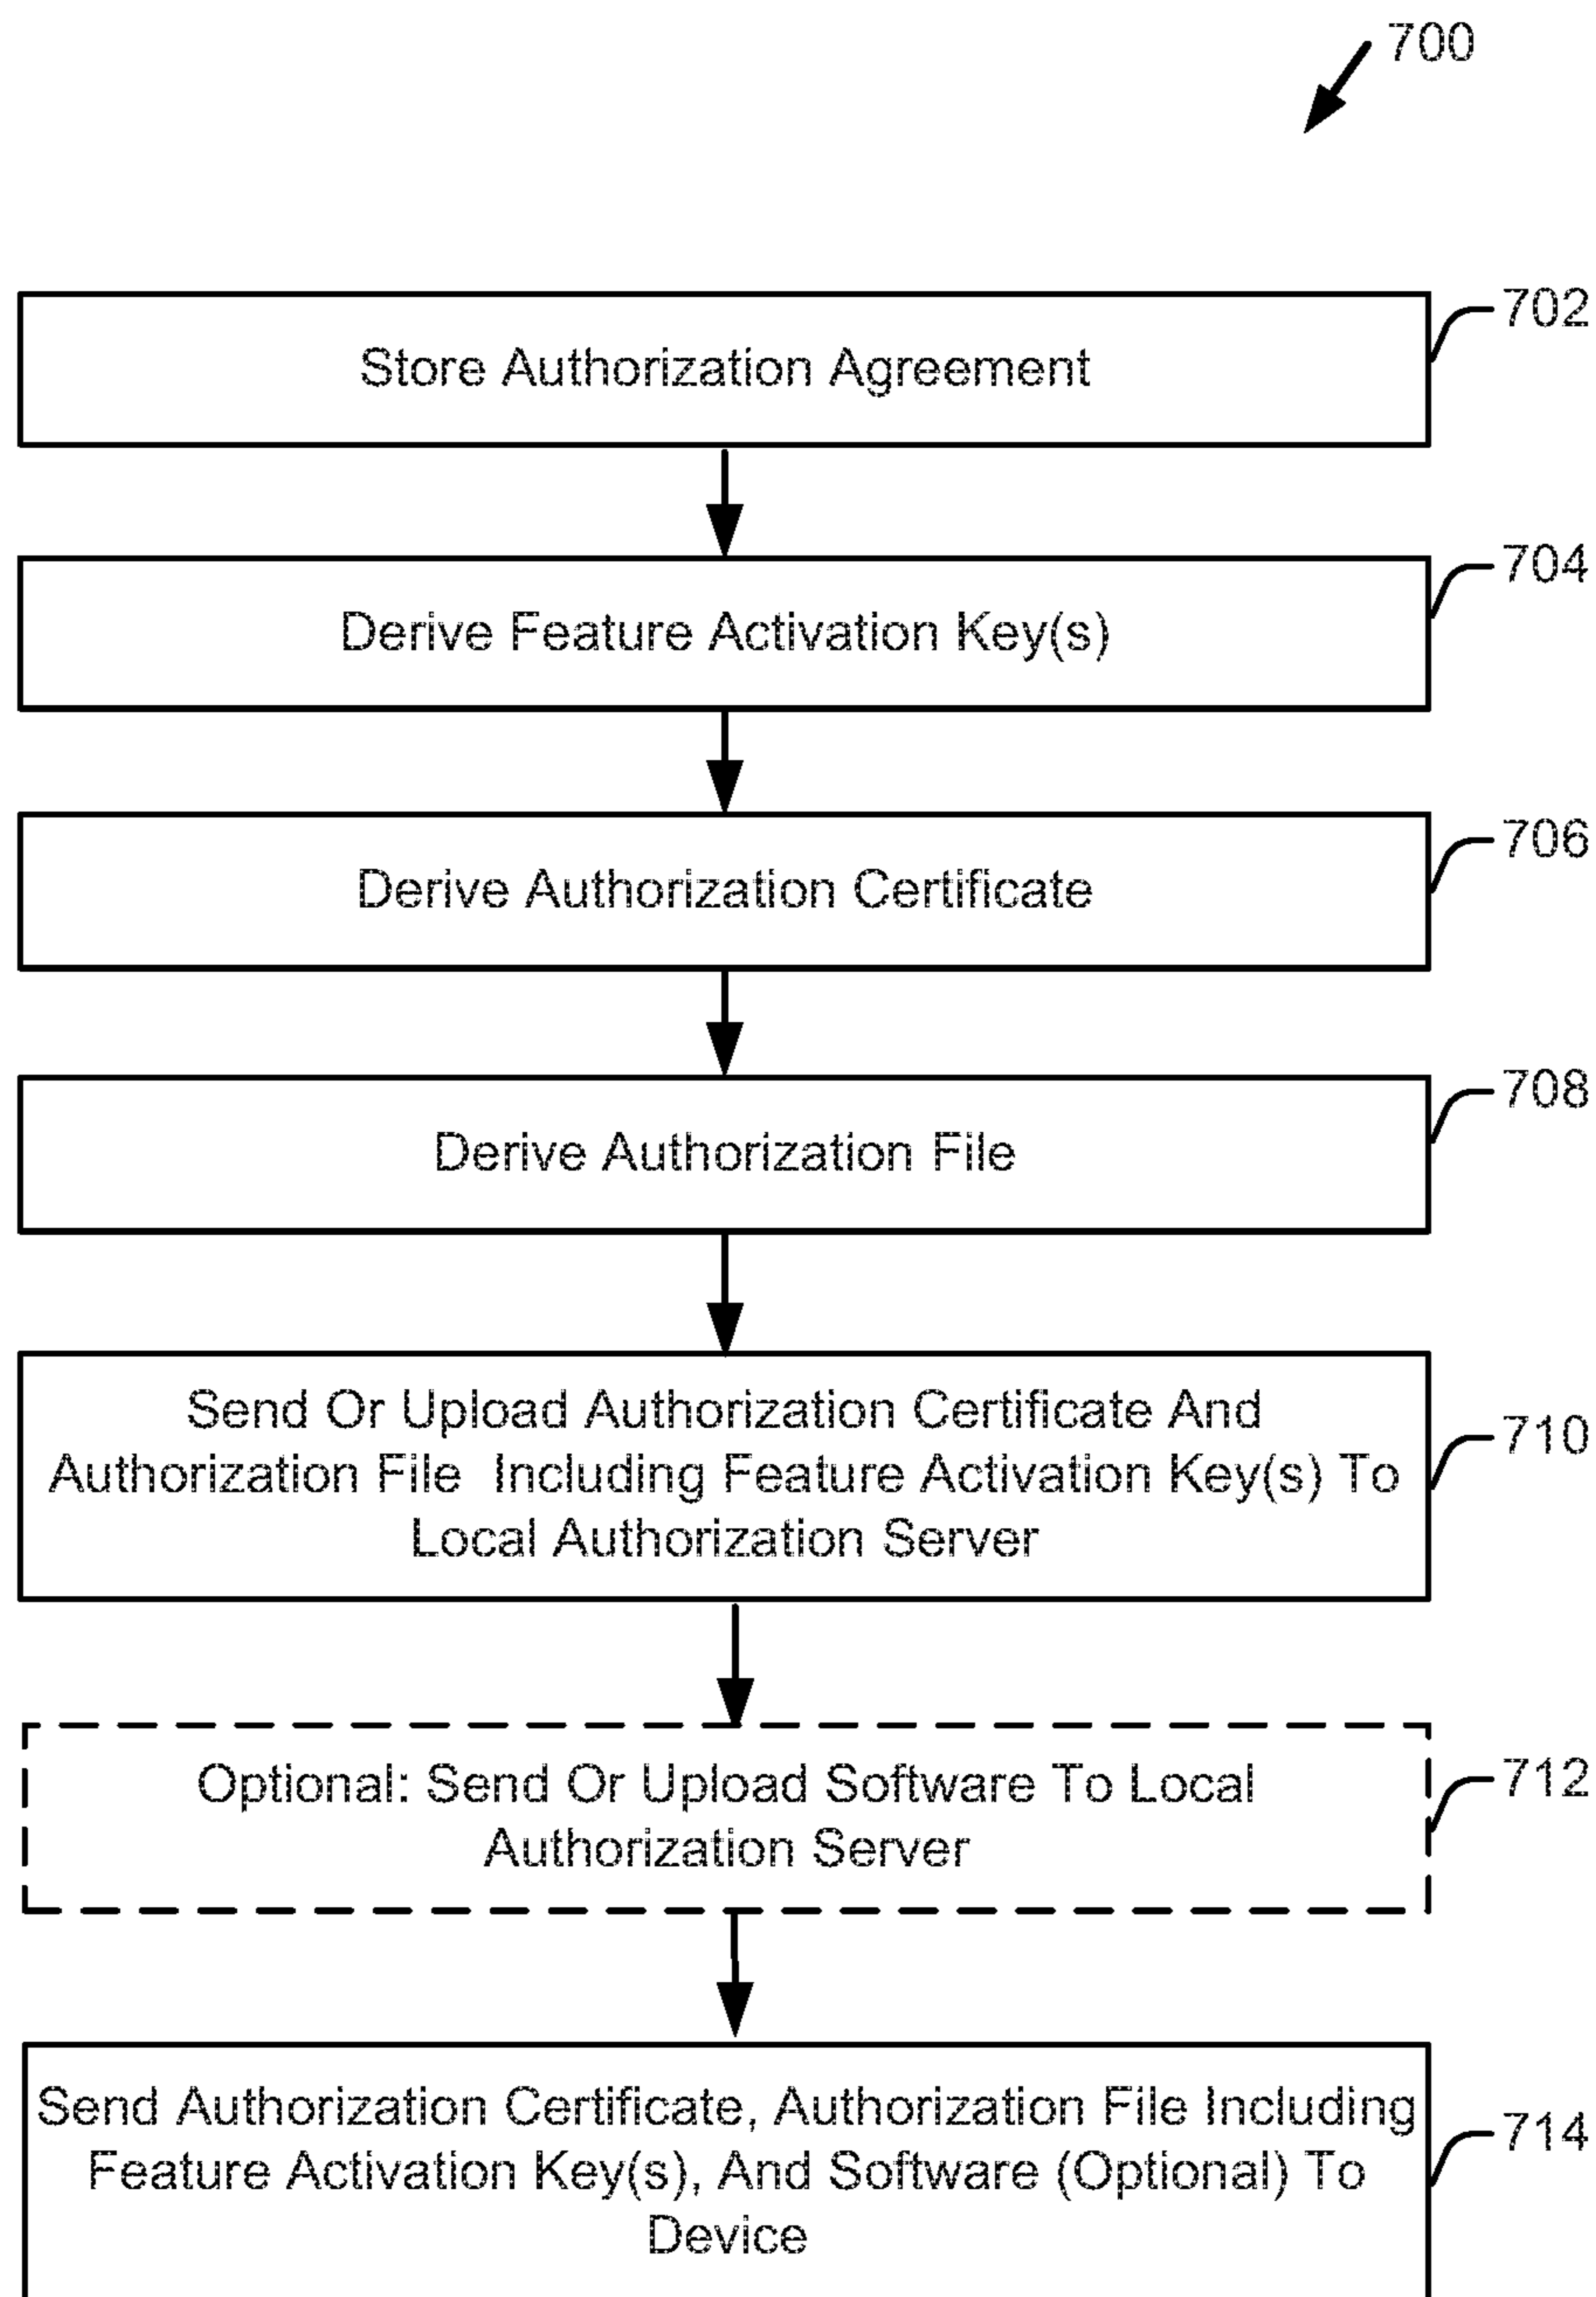 700
Store Authorization Agreement
702
Derive Feature Activation Key(s)
704
Derive Authorization Certificate
706
Derive Authorization File
708
Send Or Upload Authorization Certificate And
Authorization File  Including Feature Activation Key(s) To
Local Authorization Server
710
Optional: Send Or Upload Software To Local
Authorization Server
712
Send Authorization Certificate, Authorization File Including
Feature Activation Key(s), And Software (Optional) To
Device
714